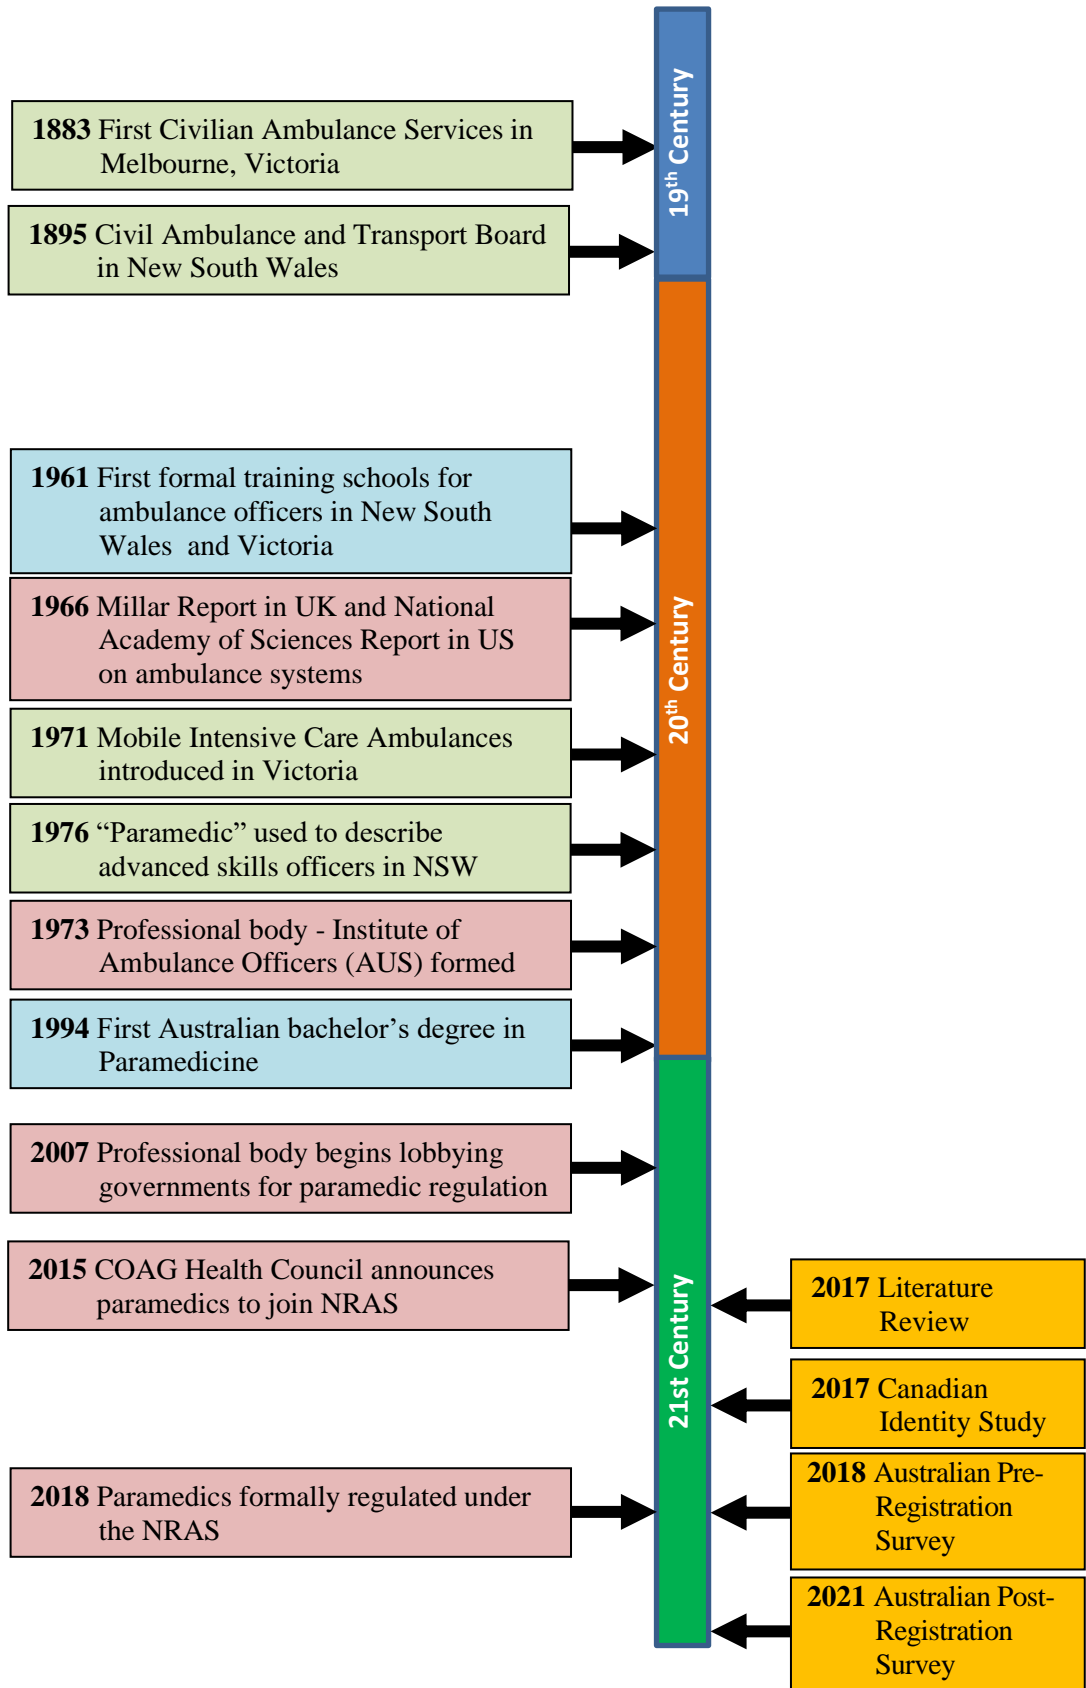 19th Century
1883 First Civilian Ambulance Services in
Melbourne, Victoria
1895 Civil Ambulance and Transport Board
in New South Wales
20th Century
1961 First formal training schools for
ambulance officers in New South
Wales and Victoria
1966 Millar Report in UK and National
Academy of Sciences Report in US
on ambulance systems
1971 Mobile Intensive Care Ambulances
introduced in Victoria
1976 “Paramedic” used to describe
advanced skills officers in NSW
1973 Professional body - Institute of
Ambulance Officers (AUS) formed
1994 First Australian bachelor’s degree in
Paramedicine
21st Century
2007 Professional body begins lobbying
governments for paramedic regulation
2015 COAG Health Council announces
paramedics to join NRAS
2018 Paramedics formally regulated under
the NRAS
2017 Literature
Review
2017 Canadian
Identity Study
2018 Australian Pre-
Registration
Survey
2021 Australian Post-
Registration
Survey